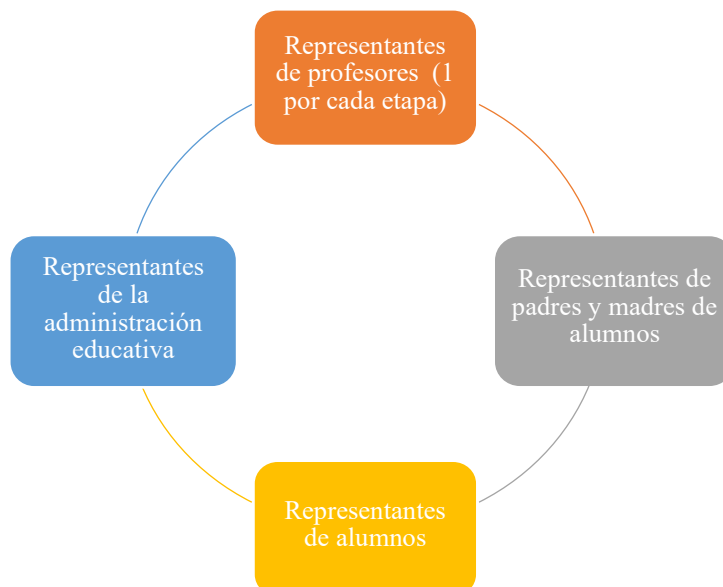 Representantes
de profesores (1
por cada etapa)
Representantes
de la
administración
educativa
Representantes de
padres y madres de
alumnos
Representantes
de alumnos